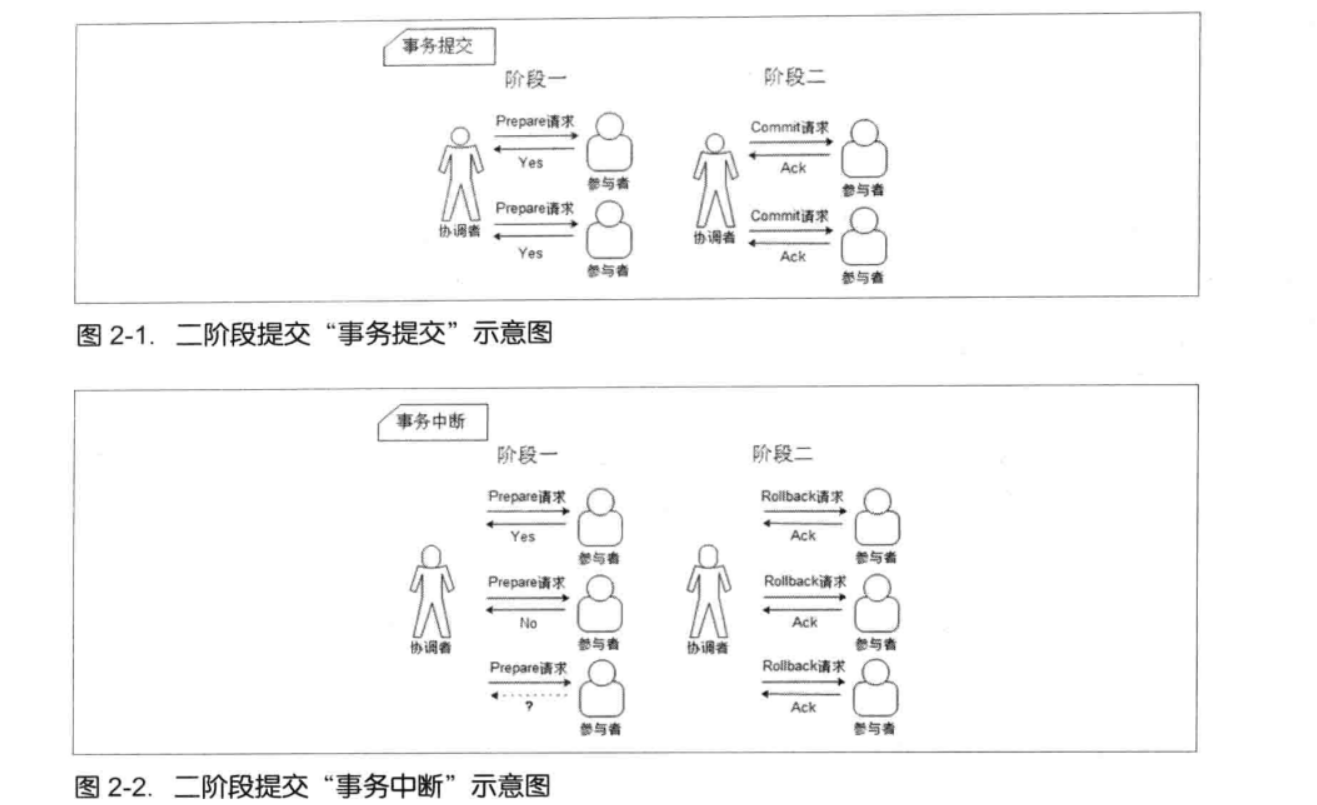 事务提交
阶段一
阶段二
Prepare请求
Yes
参与者
Prepare请求
Yes
参与者
协调者
Commit请求
Ack
参与者
Commit请求
Ack
参与者
协调者
图 2-1. 二阶段提交“事务提交”示意图
事务中断
阶段一
阶段二
Prepare请求
Yes
参与者
Prepare请求
No
参与者
协调者
Prepare请求
?
参与者
Rollback请求
Ack
参与者
Rollback请求
Ack
参与者
协调者
Rollback请求
Ack
参与者
图 2-2. 二阶段提交“事务中断”示意图